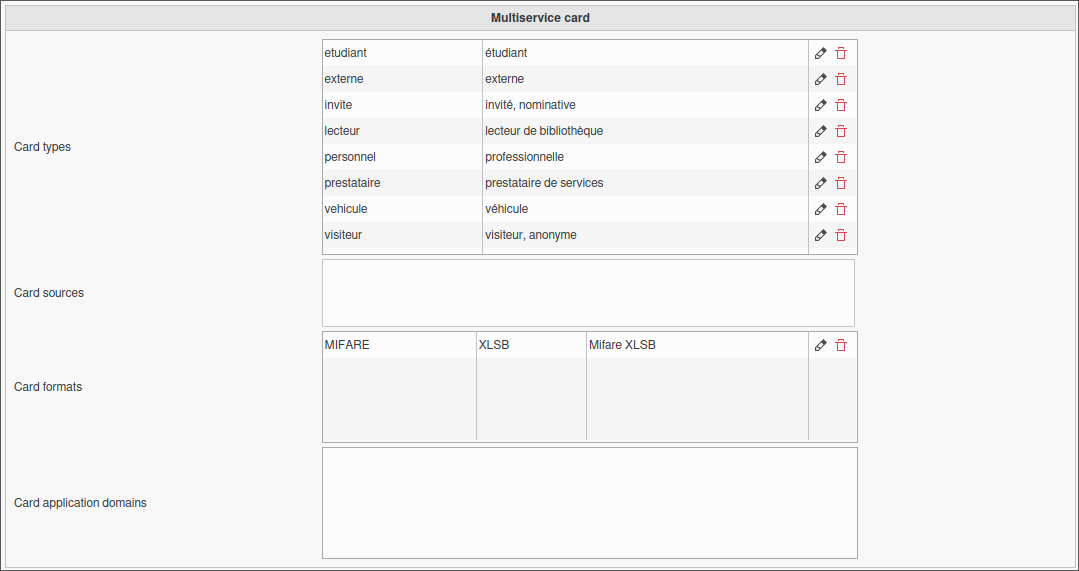 Multiservice card
Card types
etudiant étudiant
externe externe
invite invité, nominative
lecteur lecteur de bibliothèque
personnel professionnelle
prestataire prestataire de services
vehicule véhicule
visiteur visiteur, anonyme
Card sources
Card formats
MIFARE XLSB Mifare XLSB
Card application domains